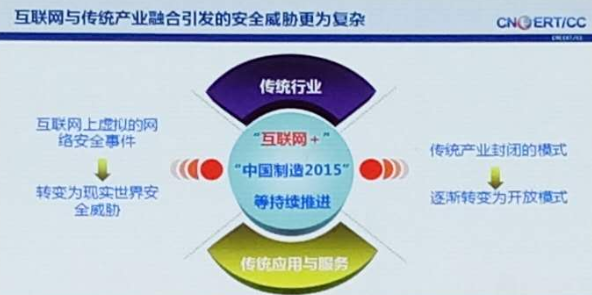 互联网与传统产业融合引发的安全威胁更为复杂
CNCERT/CC
CNCERT/CC
传统行业
互联网上虚拟的网
络安全事件
转变为现实世界安
全威胁
“互联网+”
“中国制造2015”
等持续推进
传统产业封闭的模式
逐渐转变为开放模式
传统应用与服务